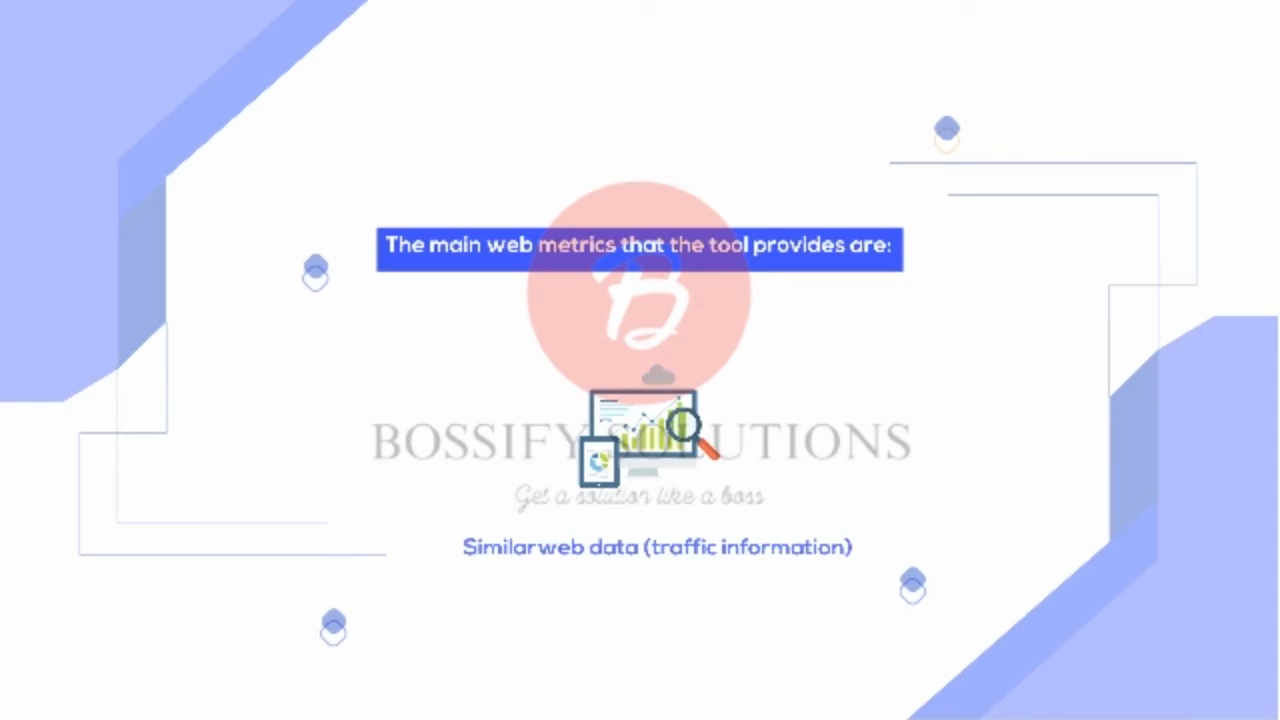 The main web metrics that the tool provides are:
B
BOSSIFY SOLUTIONS
Get a solution like a boss
Similarweb data (traffic information)